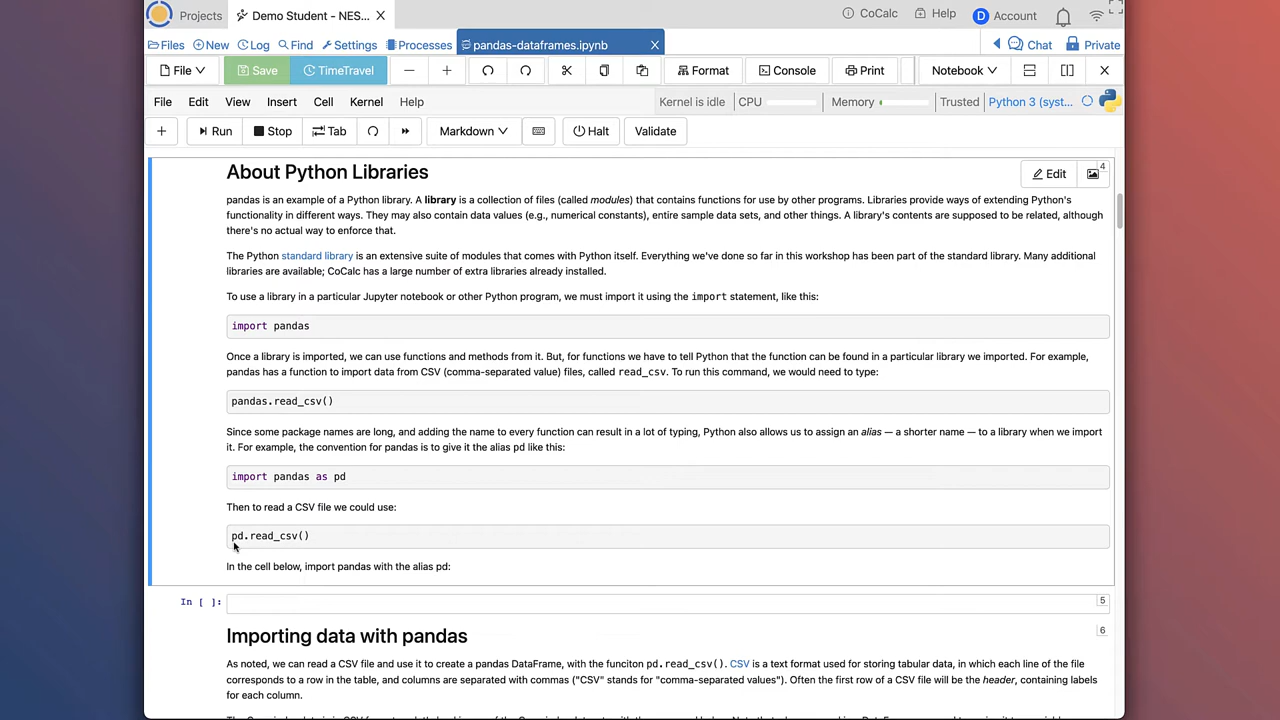 Projects Demo Student - NES... CoCalc Help D Account
Files New Log Find Settings Processes pandas-dataframes.ipynb Chat Private
File Save TimeTravel Format Console Print Notebook
File Edit View Insert Cell Kernel Help Kernel is idle CPU Memory Trusted Python 3 (syst...
+ Run Stop Tab Markdown Halt Validate
About Python Libraries
Edit 4
pandas is an example of a Python library. A library is a collection of files (called modules) that contains functions for use by other programs. Libraries provide ways of extending Python's
functionality in different ways. They may also contain data values (e.g., numerical constants), entire sample data sets, and other things. A library's contents are supposed to be related, although
there's no actual way to enforce that.
The Python standard library is an extensive suite of modules that comes with Python itself. Everything we've done so far in this workshop has been part of the standard library. Many additional
libraries are available; CoCalc has a large number of extra libraries already installed.
To use a library in a particular Jupyter notebook or other Python program, we must import it using the import statement, like this:
import pandas
Once a library is imported, we can use functions and methods from it. But, for functions we have to tell Python that the function can be found in a particular library we imported. For example,
pandas has a function to import data from CSV (comma-separated value) files, called read_csv. To run this command, we would need to type:
pandas.read_csv()
Since some package names are long, and adding the name to every function can result in a lot of typing, Python also allows us to assign an alias — a shorter name — to a library when we import
it. For example, the convention for pandas is to give it the alias pd like this:
import pandas as pd
Then to read a CSV file we could use:
pd.read_csv()
In the cell below, import pandas with the alias pd:
In [ ]: 5
Importing data with pandas 6
As noted, we can read a CSV file and use it to create a pandas DataFrame, with the funciton pd.read_csv(). CSV is a text format used for storing tabular data, in which each line of the file
corresponds to a row in the table, and columns are separated with commas ("CSV" stands for "comma-separated values"). Often the first row of a CSV file will be the header, containing labels
for each column.